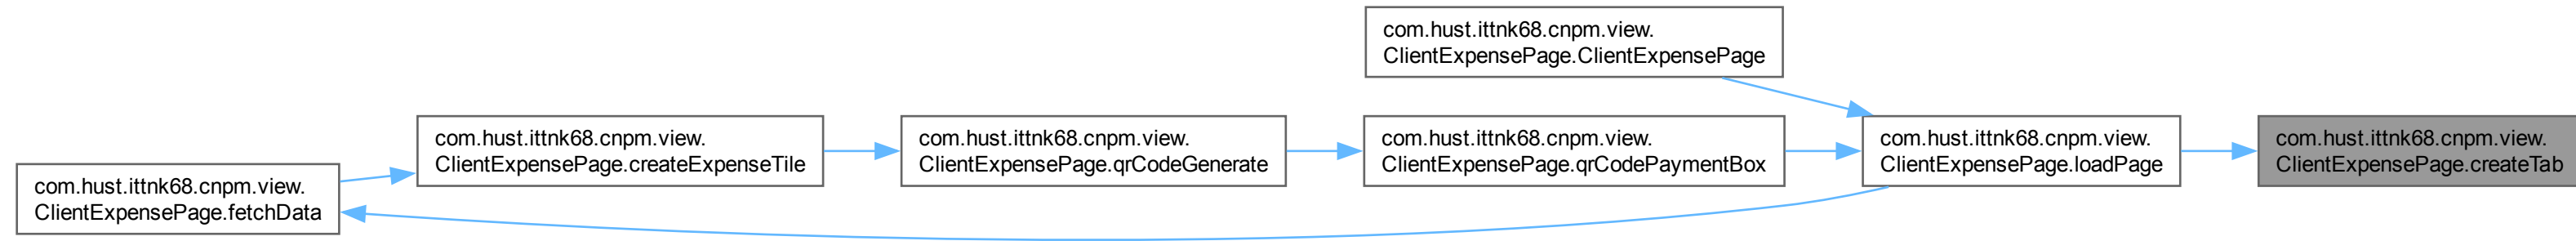 com.hust.ittnk68.cnpm.view.
ClientExpensePage.ClientExpensePage
com.hust.ittnk68.cnpm.view.
ClientExpensePage.createExpenseTile
com.hust.ittnk68.cnpm.view.
ClientExpensePage.qrCodeGenerate
com.hust.ittnk68.cnpm.view.
ClientExpensePage.qrCodePaymentBox
com.hust.ittnk68.cnpm.view.
ClientExpensePage.loadPage
com.hust.ittnk68.cnpm.view.
ClientExpensePage.createTab
com.hust.ittnk68.cnpm.view.
ClientExpensePage.fetchData